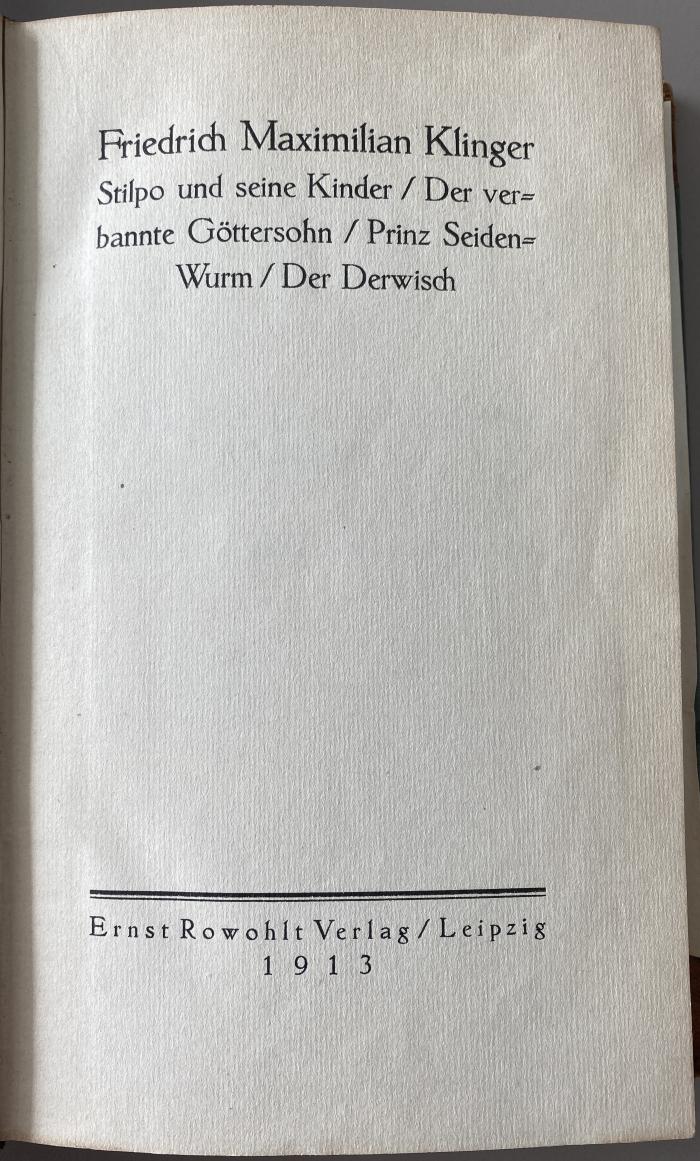 Friedrich Maximilian Klinger
Stilpo und seine Kinder / Der ver=
bannte Göttersohn / Prinz Seiden=
Wurm / Der Derwisch
Ernst Rowohlt Verlag / Leipzig
1913